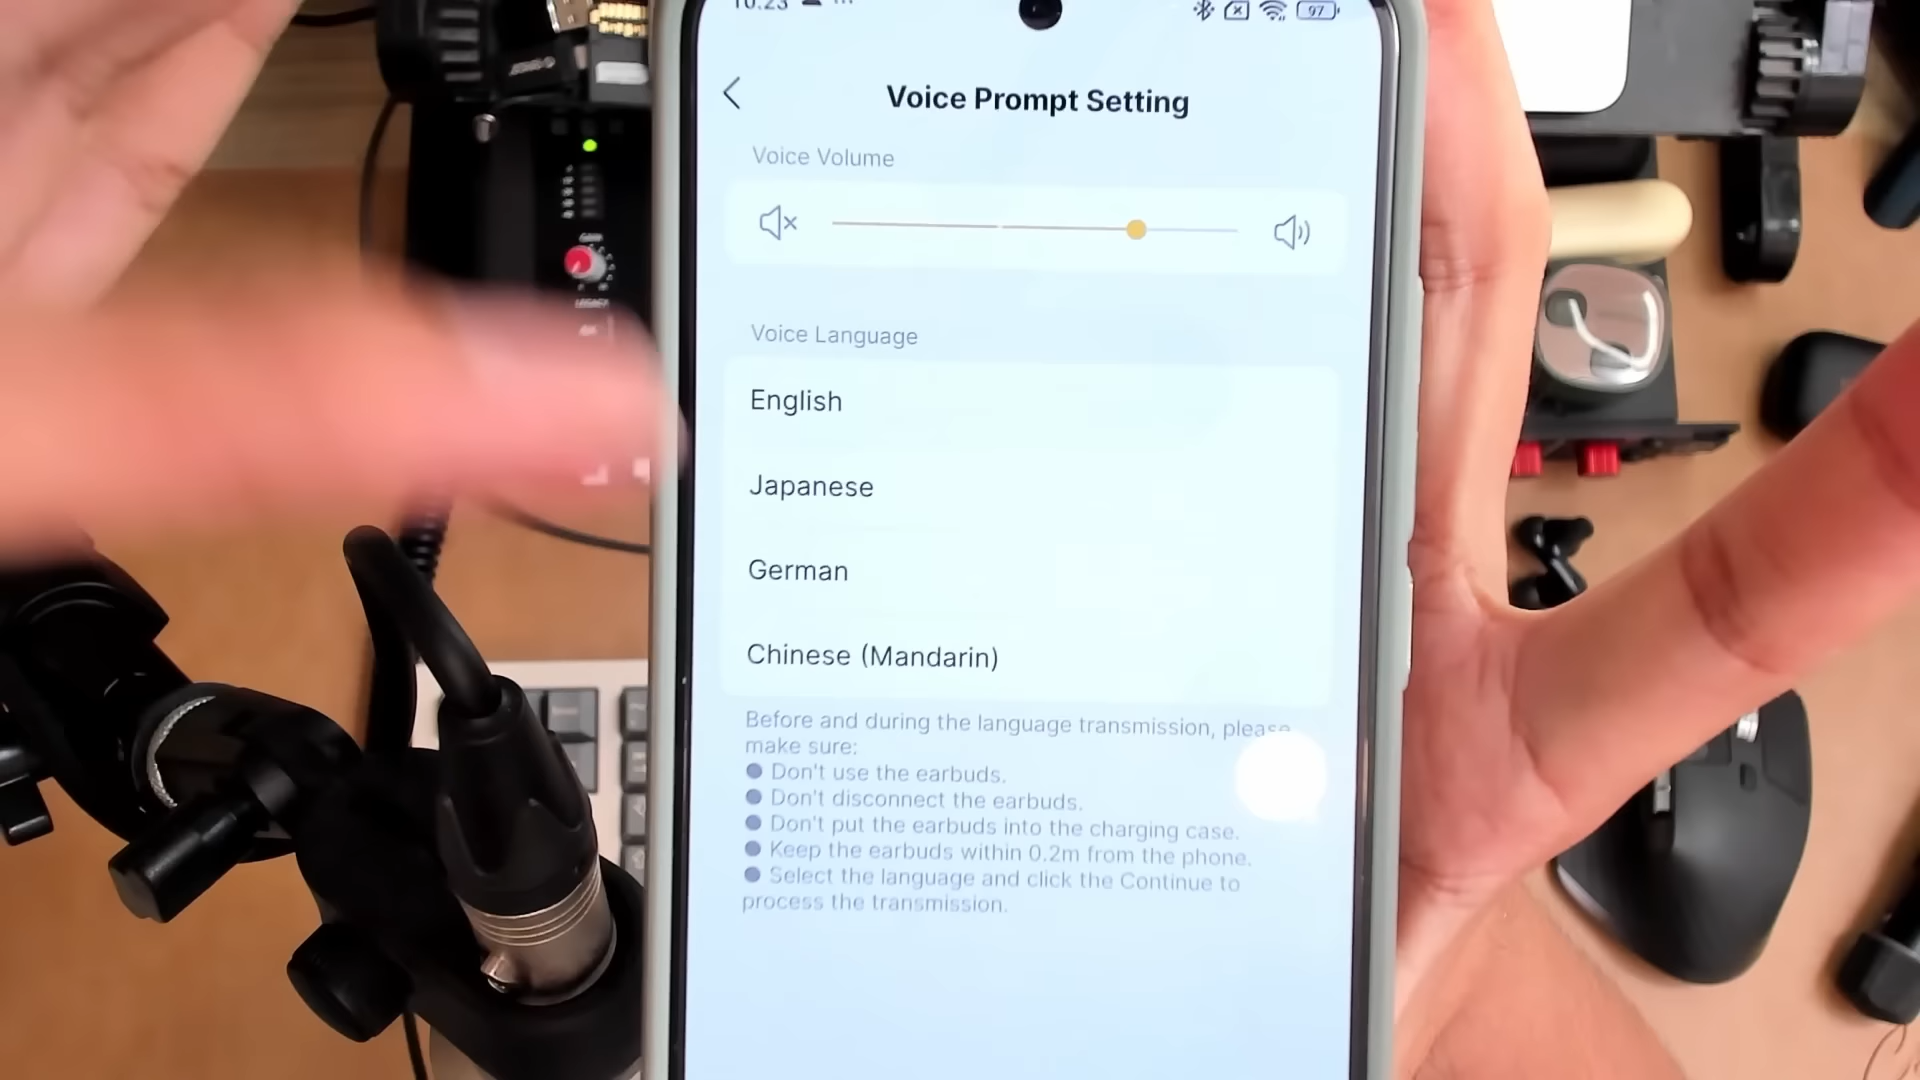 10:23
97
Voice Prompt Setting
Voice Volume
Voice Language
English
Japanese
German
Chinese (Mandarin)
Before and during the language transmission, please
make sure:
● Don't use the earbuds.
● Don't disconnect the earbuds.
● Don't put the earbuds into the charging case.
● Keep the earbuds within 0.2m from the phone.
● Select the language and click the Continue to
process the transmission.